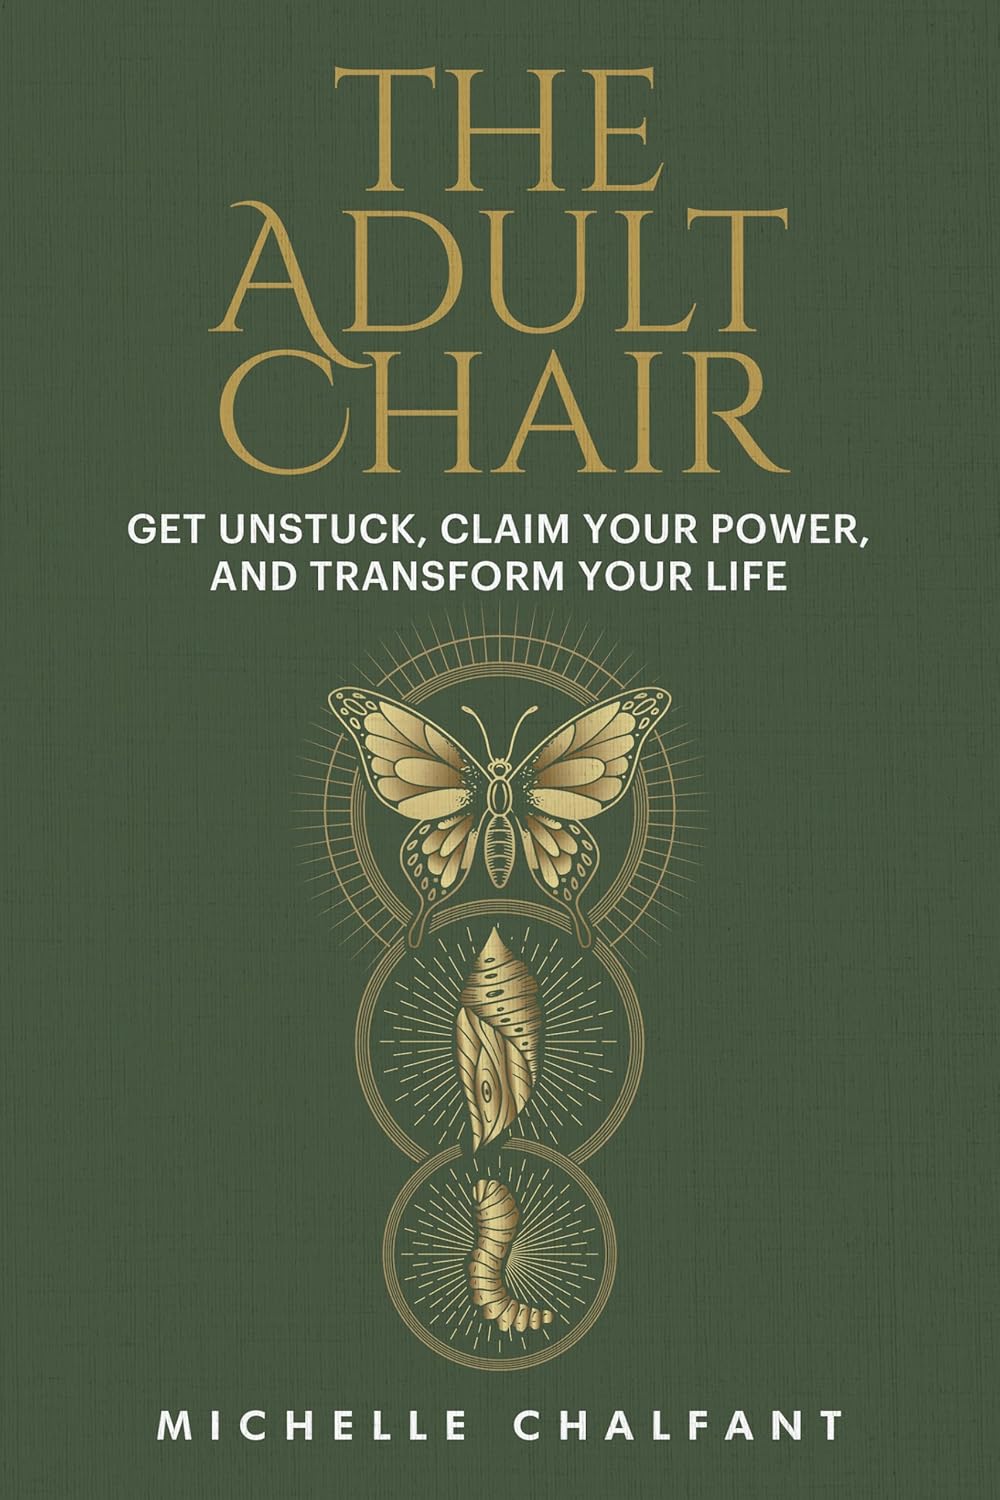 THE
ADULT
CHAIR
GET UNSTUCK, CLAIM YOUR POWER,
AND TRANSFORM YOUR LIFE
MICHELLE CHALFANT